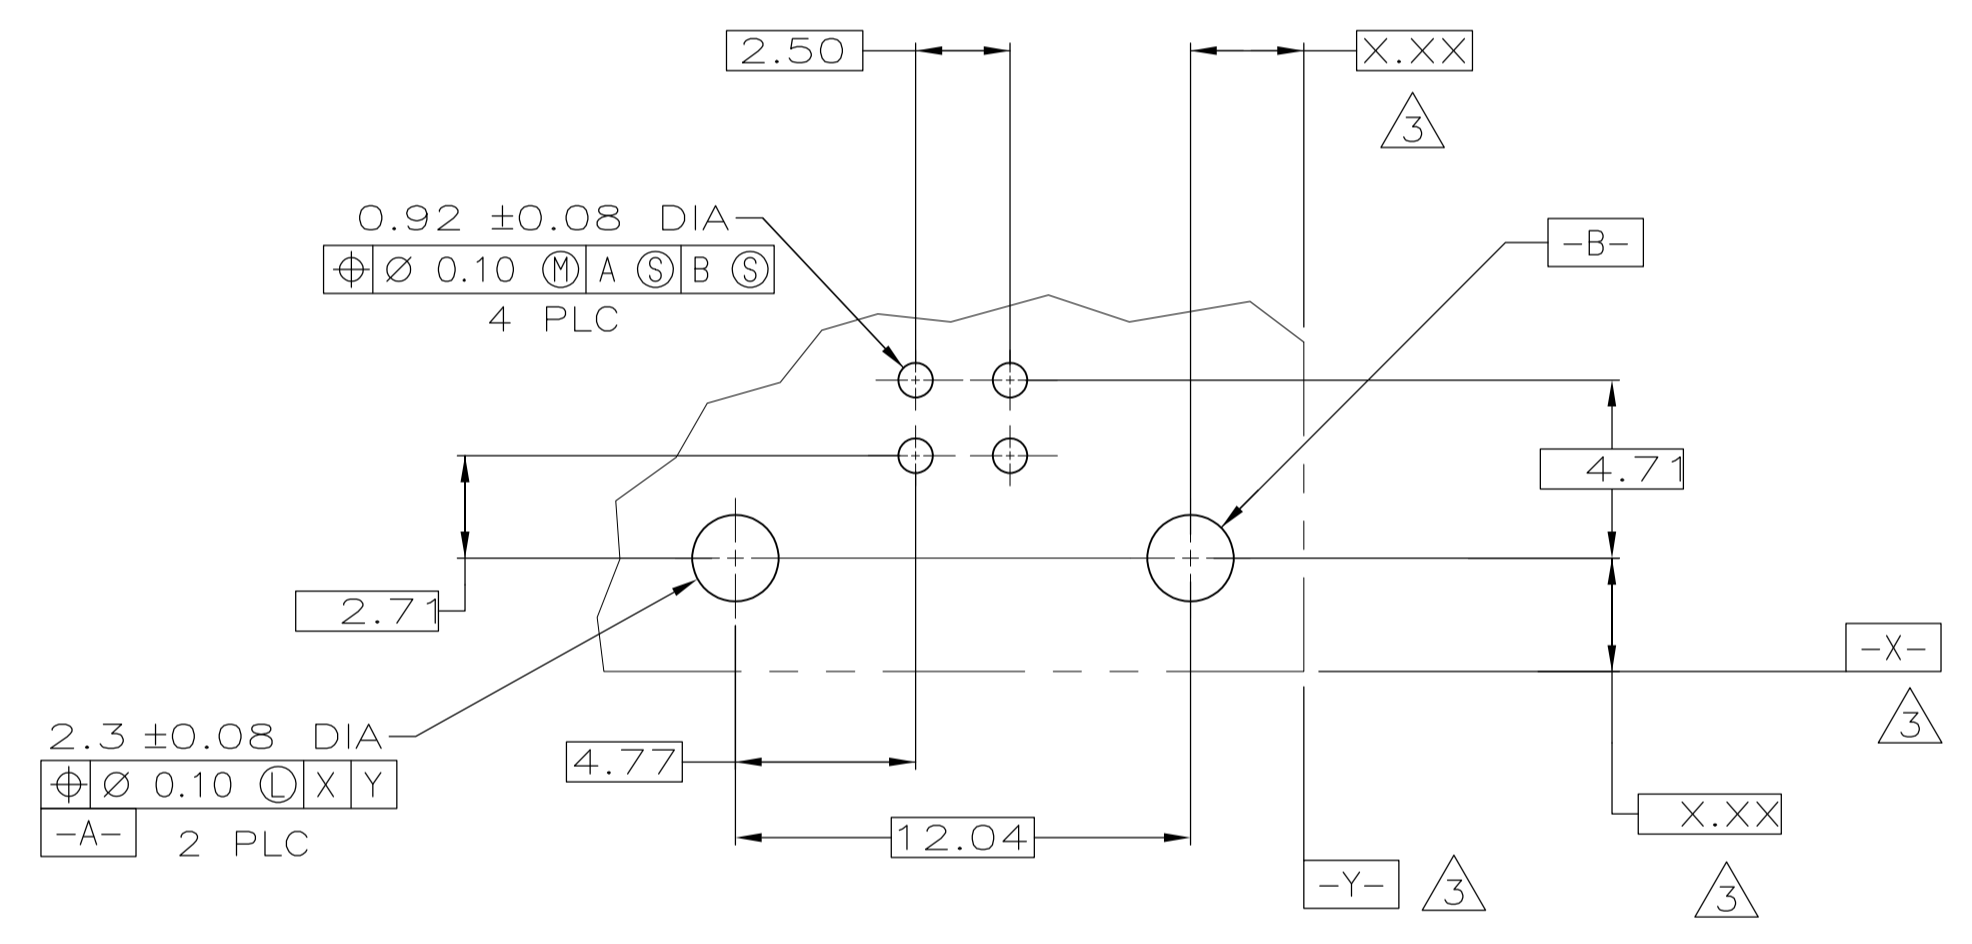 2.50
X.XX
3
0.92 ±0.08 DIA
⌖ ⌀ 0.10 Ⓜ A Ⓢ B Ⓢ
4 PLC
-B-
4.71
2.71
-X-
3
2.3 ±0.08 DIA
⌖ ⌀ 0.10 Ⓛ X Y
-A- 2 PLC
4.77
12.04
X.XX
3
-Y- 3